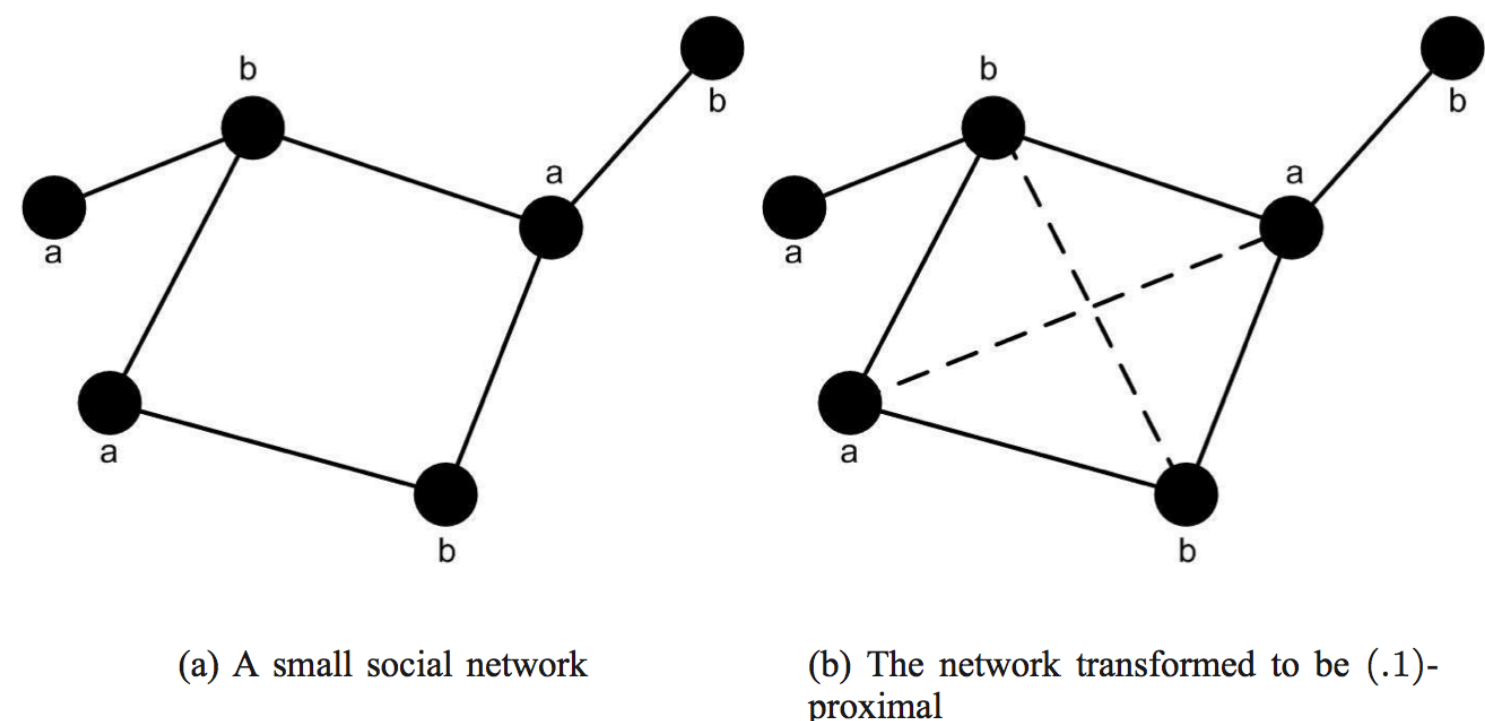 b
b
a
a
a
b
(a) A small social network
b
b
a
a
a
b
(b) The network transformed to be (.1)-
proximal